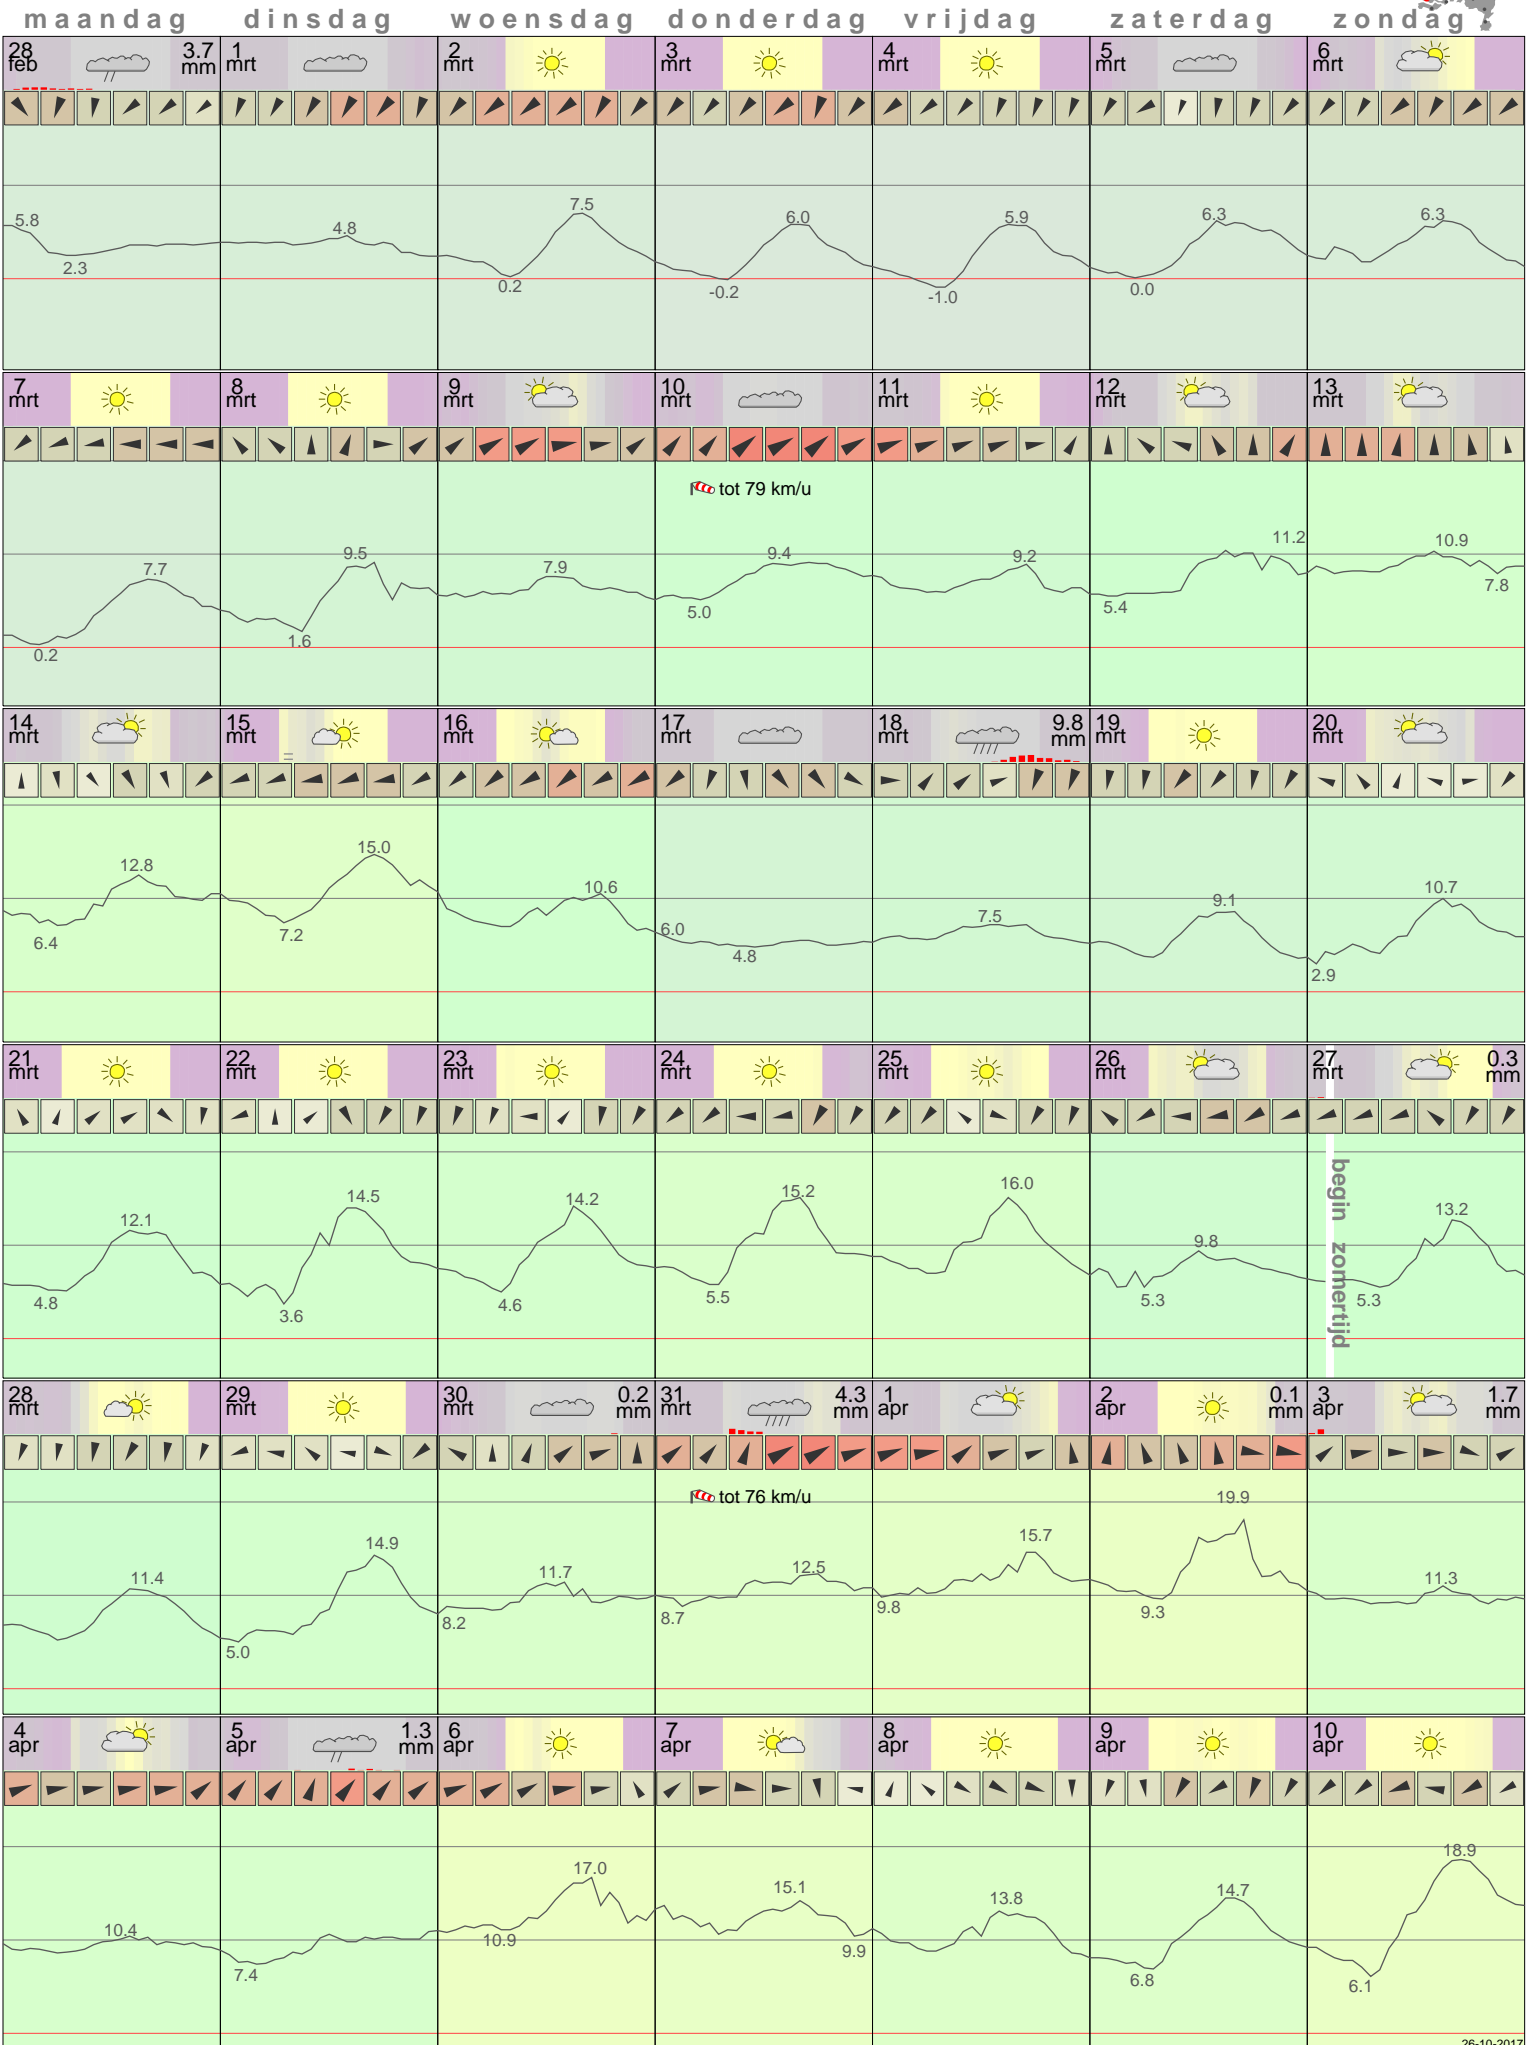 maandag dinsdag woensdag donderdag vrijdag zaterdag zondag
28 feb 3.7 mm 1 mrt 2 mrt 3 mrt 4 mrt 5 mrt 6 mrt
5.8 2.3 4.8 0.2 7.5 -0.2 6.0 -1.0 5.9 0.0 6.3 6.3
7 mrt 8 mrt 9 mrt 10 mrt 11 mrt 12 mrt 13 mrt
tot 79 km/u
0.2 7.7 1.6 9.5 7.9 5.0 9.4 9.2 5.4 11.2 10.9 7.8
14 mrt 15 mrt 16 mrt 17 mrt 18 mrt 9.8 mm 19 mrt 20 mrt
6.4 12.8 7.2 15.0 10.6 6.0 4.8 7.5 9.1 2.9 10.7
21 mrt 22 mrt 23 mrt 24 mrt 25 mrt 26 mrt 27 mrt 0.3 mm
begin zomertijd
4.8 12.1 3.6 14.5 4.6 14.2 5.5 15.2 16.0 5.3 9.8 5.3 13.2
28 mrt 29 mrt 30 mrt 0.2 mm 31 mrt 4.3 mm 1 apr 2 apr 0.1 mm 3 apr 1.7 mm
tot 76 km/u
11.4 5.0 14.9 8.2 11.7 8.7 12.5 9.8 15.7 9.3 19.9 11.3
4 apr 5 apr 1.3 mm 6 apr 7 apr 8 apr 9 apr 10 apr
10.4 7.4 10.9 17.0 15.1 9.9 13.8 6.8 14.7 6.1 18.9
26-10-2017